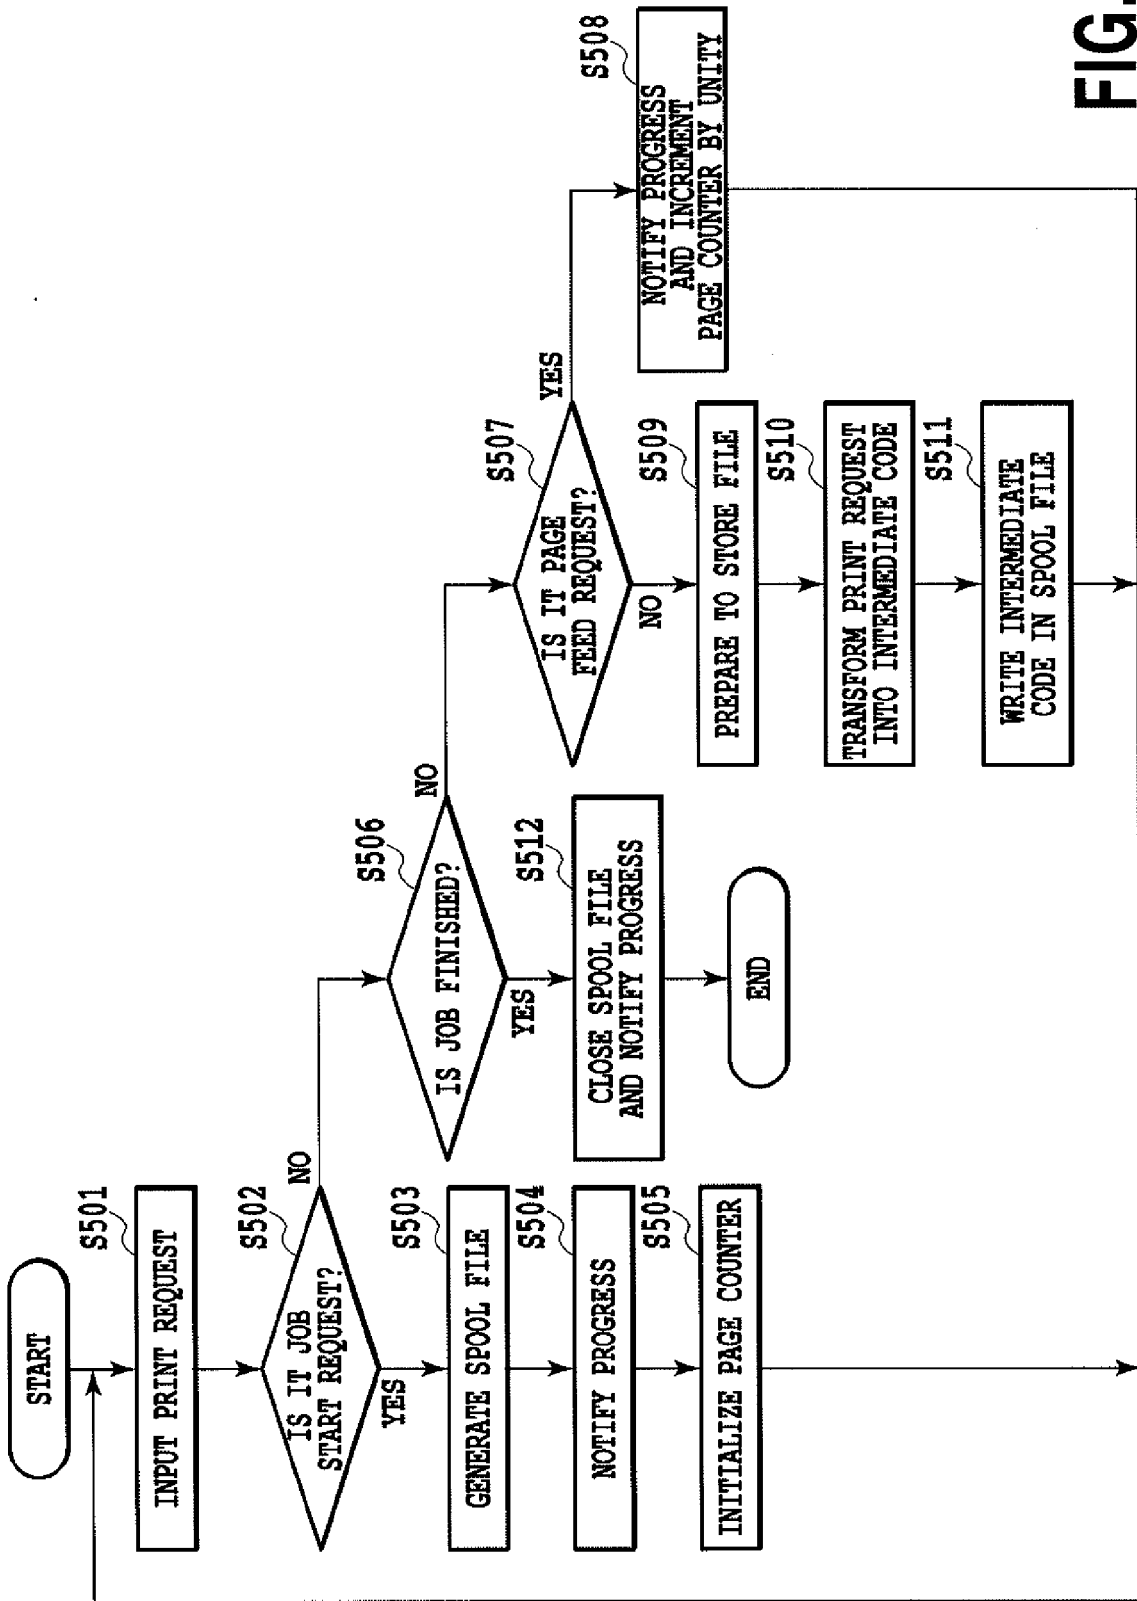 START
S501
INPUT PRINT REQUEST
S502
IS IT JOB
START REQUEST?
NO
YES
S503
GENERATE SPOOL FILE
S504
NOTIFY PROGRESS
S505
INITIALIZE PAGE COUNTER
S506
IS JOB FINISHED?
NO
YES
S512
CLOSE SPOOL FILE
AND NOTIFY PROGRESS
END
S507
IS IT PAGE
FEED REQUEST?
YES
NO
S509
PREPARE TO STORE FILE
S510
TRANSFORM PRINT REQUEST
INTO INTERMEDIATE CODE
S511
WRITE INTERMEDIATE
CODE IN SPOOL FILE
S508
NOTIFY PROGRESS
AND INCREMENT
PAGE COUNTER BY UNITY
FIG.